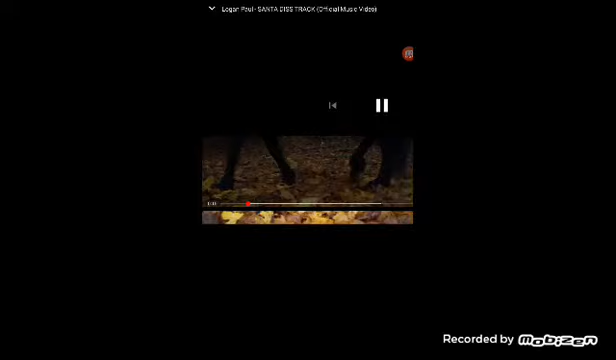 Logan Paul - SANTA DISS TRACK (Official Music Video)
Recorded by MOBIZEN